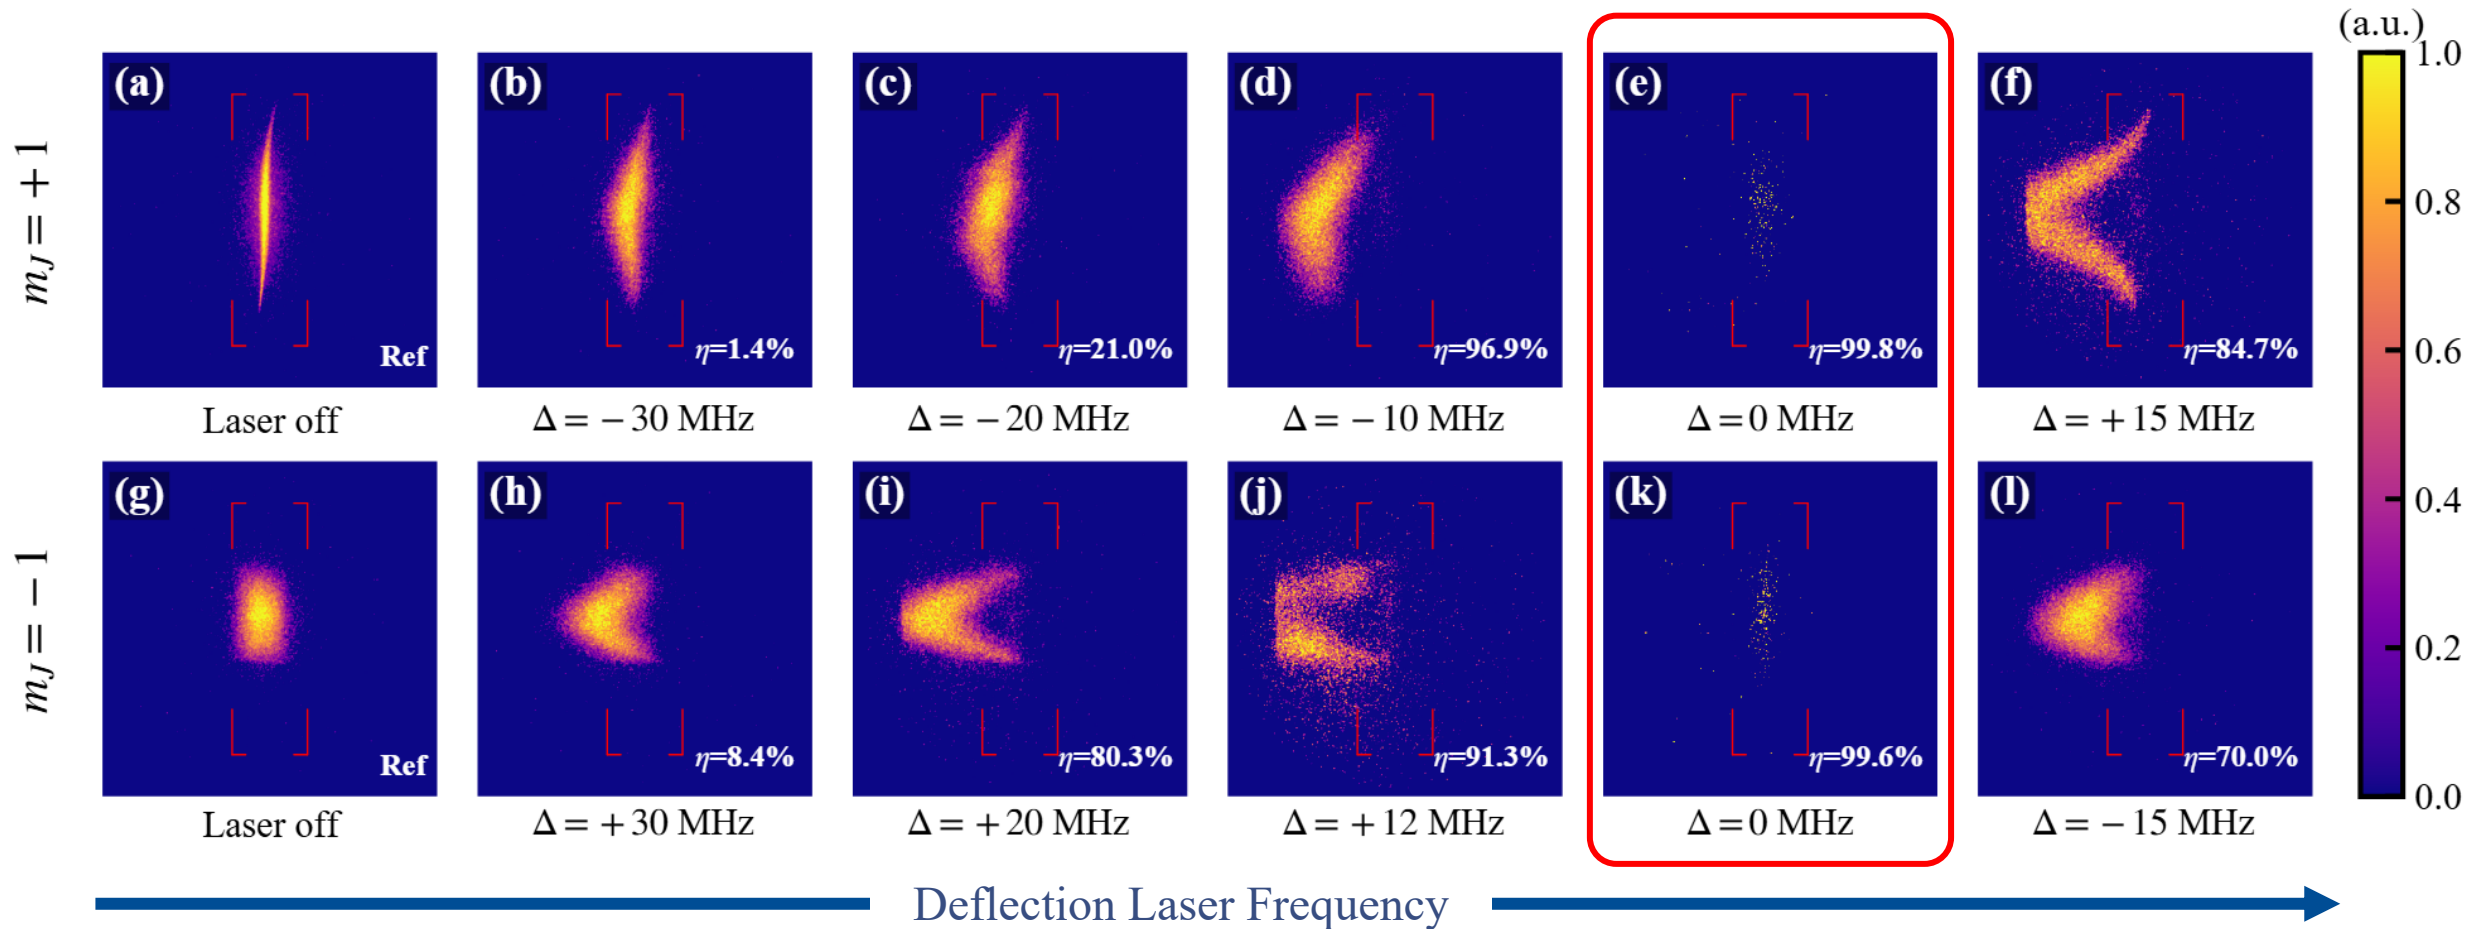 (a.u.)
(a) (b) (c) (d) (e) (f)
1.0
0.8
0.6
0.4
0.2
0.0
m_J = +1
Ref η=1.4% η=21.0% η=96.9% η=99.8% η=84.7%
Laser off Δ = −30 MHz Δ = −20 MHz Δ = −10 MHz Δ = 0 MHz Δ = +15 MHz
(g) (h) (i) (j) (k) (l)
m_J = −1
Ref η=8.4% η=80.3% η=91.3% η=99.6% η=70.0%
Laser off Δ = +30 MHz Δ = +20 MHz Δ = +12 MHz Δ = 0 MHz Δ = −15 MHz
Deflection Laser Frequency